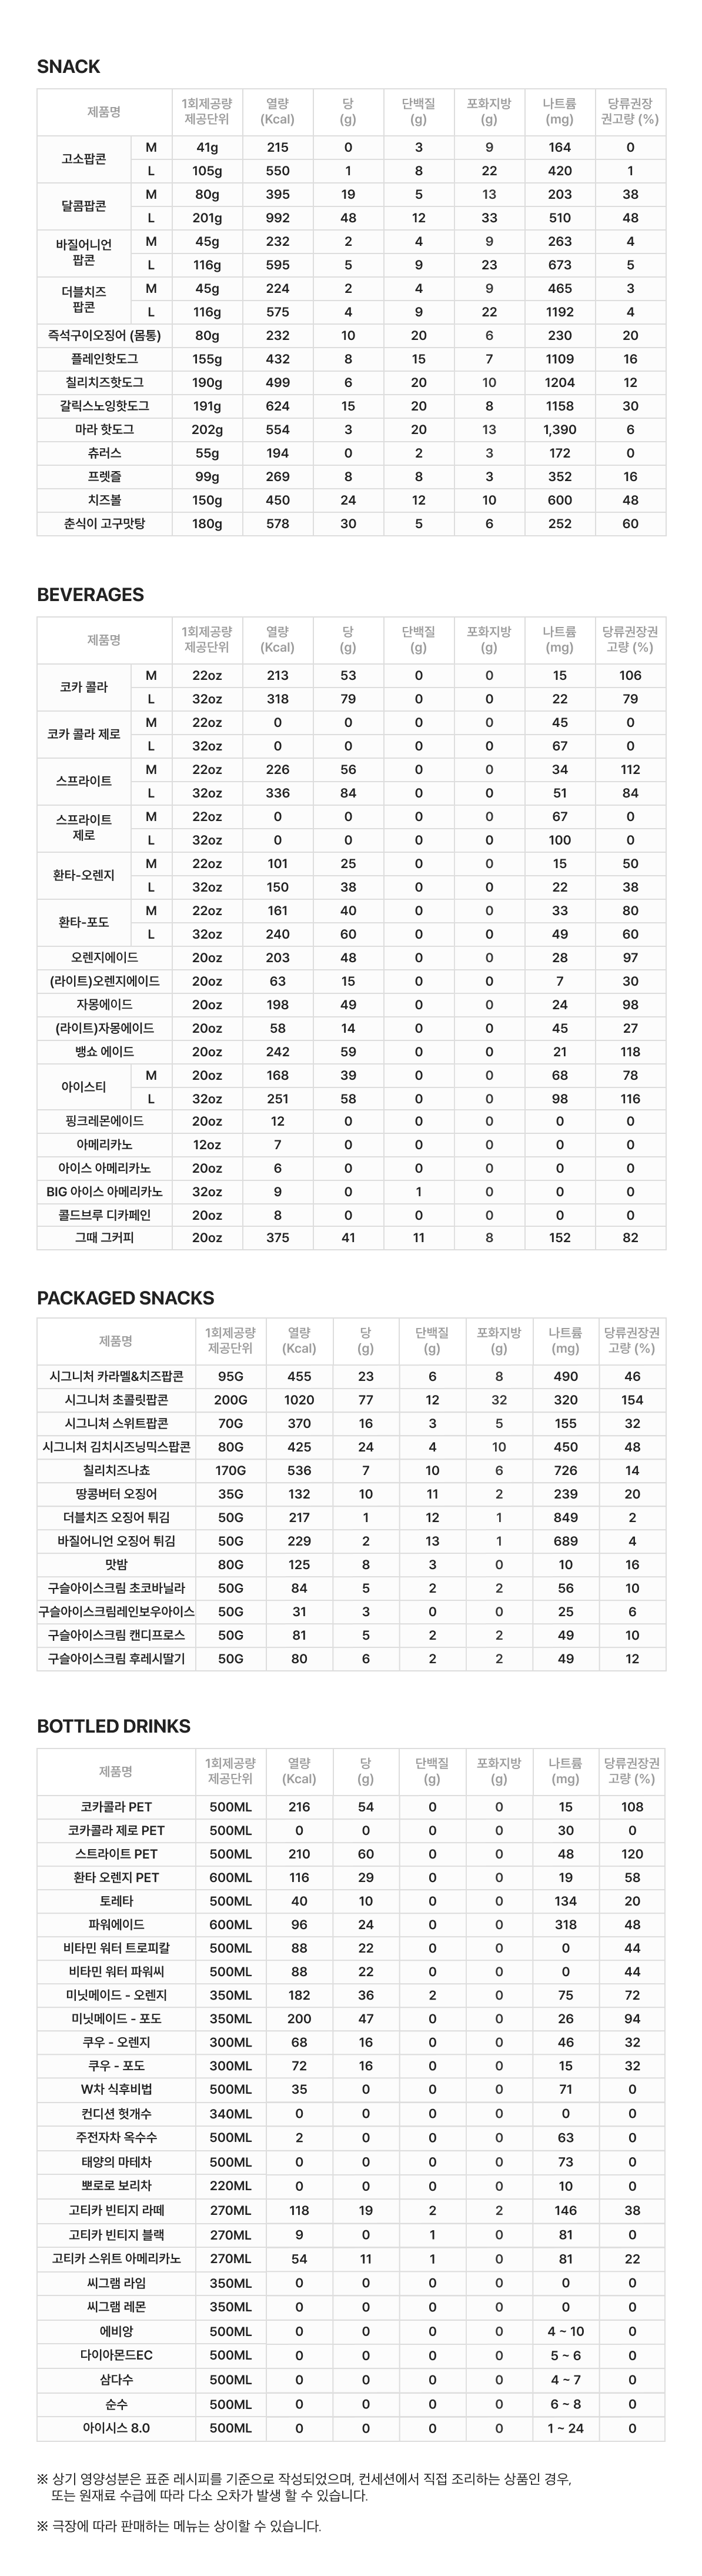 SNACK
제품명 1회제공량 제공단위 열량 (Kcal) 당 (g) 단백질 (g) 포화지방 (g) 나트륨 (mg) 당류권장 권고량 (%)
고소팝콘 M 41g 215 0 3 9 164 0
L 105g 550 1 8 22 420 1
달콤팝콘 M 80g 395 19 5 13 203 38
L 201g 992 48 12 33 510 48
바질어니언 팝콘 M 45g 232 2 4 9 263 4
L 116g 595 5 9 23 673 5
더블치즈 팝콘 M 45g 224 2 4 9 465 3
L 116g 575 4 9 22 1192 4
즉석구이오징어 (몸통) 80g 232 10 20 6 230 20
플레인핫도그 155g 432 8 15 7 1109 16
칠리치즈핫도그 190g 499 6 20 10 1204 12
갈릭스노잉핫도그 191g 624 15 20 8 1158 30
마라 핫도그 202g 554 3 20 13 1,390 6
츄러스 55g 194 0 2 3 172 0
프렛즐 99g 269 8 8 3 352 16
치즈볼 150g 450 24 12 10 600 48
춘식이 고구맛탕 180g 578 30 5 6 252 60
BEVERAGES
제품명 1회제공량 제공단위 열량 (Kcal) 당 (g) 단백질 (g) 포화지방 (g) 나트륨 (mg) 당류권장권 고량 (%)
코카 콜라 M 22oz 213 53 0 0 15 106
L 32oz 318 79 0 0 22 79
코카 콜라 제로 M 22oz 0 0 0 0 45 0
L 32oz 0 0 0 0 67 0
스프라이트 M 22oz 226 56 0 0 34 112
L 32oz 336 84 0 0 51 84
스프라이트 제로 M 22oz 0 0 0 0 67 0
L 32oz 0 0 0 0 100 0
환타-오렌지 M 22oz 101 25 0 0 15 50
L 32oz 150 38 0 0 22 38
환타-포도 M 22oz 161 40 0 0 33 80
L 32oz 240 60 0 0 49 60
오렌지에이드 20oz 203 48 0 0 28 97
(라이트)오렌지에이드 20oz 63 15 0 0 7 30
자몽에이드 20oz 198 49 0 0 24 98
(라이트)자몽에이드 20oz 58 14 0 0 45 27
뱅쇼 에이드 20oz 242 59 0 0 21 118
아이스티 M 20oz 168 39 0 0 68 78
L 32oz 251 58 0 0 98 116
핑크레몬에이드 20oz 12 0 0 0 0 0
아메리카노 12oz 7 0 0 0 0 0
아이스 아메리카노 20oz 6 0 0 0 0 0
BIG 아이스 아메리카노 32oz 9 0 1 0 0 0
콜드브루 디카페인 20oz 8 0 0 0 0 0
그때 그커피 20oz 375 41 11 8 152 82
PACKAGED SNACKS
제품명 1회제공량 제공단위 열량 (Kcal) 당 (g) 단백질 (g) 포화지방 (g) 나트륨 (mg) 당류권장권 고량 (%)
시그니처 카라멜&치즈팝콘 95G 455 23 6 8 490 46
시그니처 초콜릿팝콘 200G 1020 77 12 32 320 154
시그니처 스위트팝콘 70G 370 16 3 5 155 32
시그니처 김치시즈닝믹스팝콘 80G 425 24 4 10 450 48
칠리치즈나쵸 170G 536 7 10 6 726 14
땅콩버터 오징어 35G 132 10 11 2 239 20
더블치즈 오징어 튀김 50G 217 1 12 1 849 2
바질어니언 오징어 튀김 50G 229 2 13 1 689 4
맛밤 80G 125 8 3 0 10 16
구슬아이스크림 초코바닐라 50G 84 5 2 2 56 10
구슬아이스크림레인보우아이스 50G 31 3 0 0 25 6
구슬아이스크림 캔디프로스 50G 81 5 2 2 49 10
구슬아이스크림 후레시딸기 50G 80 6 2 2 49 12
BOTTLED DRINKS
제품명 1회제공량 제공단위 열량 (Kcal) 당 (g) 단백질 (g) 포화지방 (g) 나트륨 (mg) 당류권장권 고량 (%)
코카콜라 PET 500ML 216 54 0 0 15 108
코카콜라 제로 PET 500ML 0 0 0 0 30 0
스트라이트 PET 500ML 210 60 0 0 48 120
환타 오렌지 PET 600ML 116 29 0 0 19 58
토레타 500ML 40 10 0 0 134 20
파워에이드 600ML 96 24 0 0 318 48
비타민 워터 트로피칼 500ML 88 22 0 0 0 44
비타민 워터 파워씨 500ML 88 22 0 0 0 44
미닛메이드 - 오렌지 350ML 182 36 2 0 75 72
미닛메이드 - 포도 350ML 200 47 0 0 26 94
쿠우 - 오렌지 300ML 68 16 0 0 46 32
쿠우 - 포도 300ML 72 16 0 0 15 32
W차 식후비법 500ML 35 0 0 0 71 0
컨디션 헛개수 340ML 0 0 0 0 0 0
주전자차 옥수수 500ML 2 0 0 0 63 0
태양의 마테차 500ML 0 0 0 0 73 0
뽀로로 보리차 220ML 0 0 0 0 10 0
고티카 빈티지 라떼 270ML 118 19 2 2 146 38
고티카 빈티지 블랙 270ML 9 0 1 0 81 0
고티카 스위트 아메리카노 270ML 54 11 1 0 81 22
씨그램 라임 350ML 0 0 0 0 0 0
씨그램 레몬 350ML 0 0 0 0 0 0
에비앙 500ML 0 0 0 0 4 ~ 10 0
다이아몬드EC 500ML 0 0 0 0 5 ~ 6 0
삼다수 500ML 0 0 0 0 4 ~ 7 0
순수 500ML 0 0 0 0 6 ~ 8 0
아이시스 8.0 500ML 0 0 0 0 1 ~ 24 0
※ 상기 영양성분은 표준 레시피를 기준으로 작성되었으며, 컨세션에서 직접 조리하는 상품인 경우,
또는 원재료 수급에 따라 다소 오차가 발생 할 수 있습니다.
※ 극장에 따라 판매하는 메뉴는 상이할 수 있습니다.